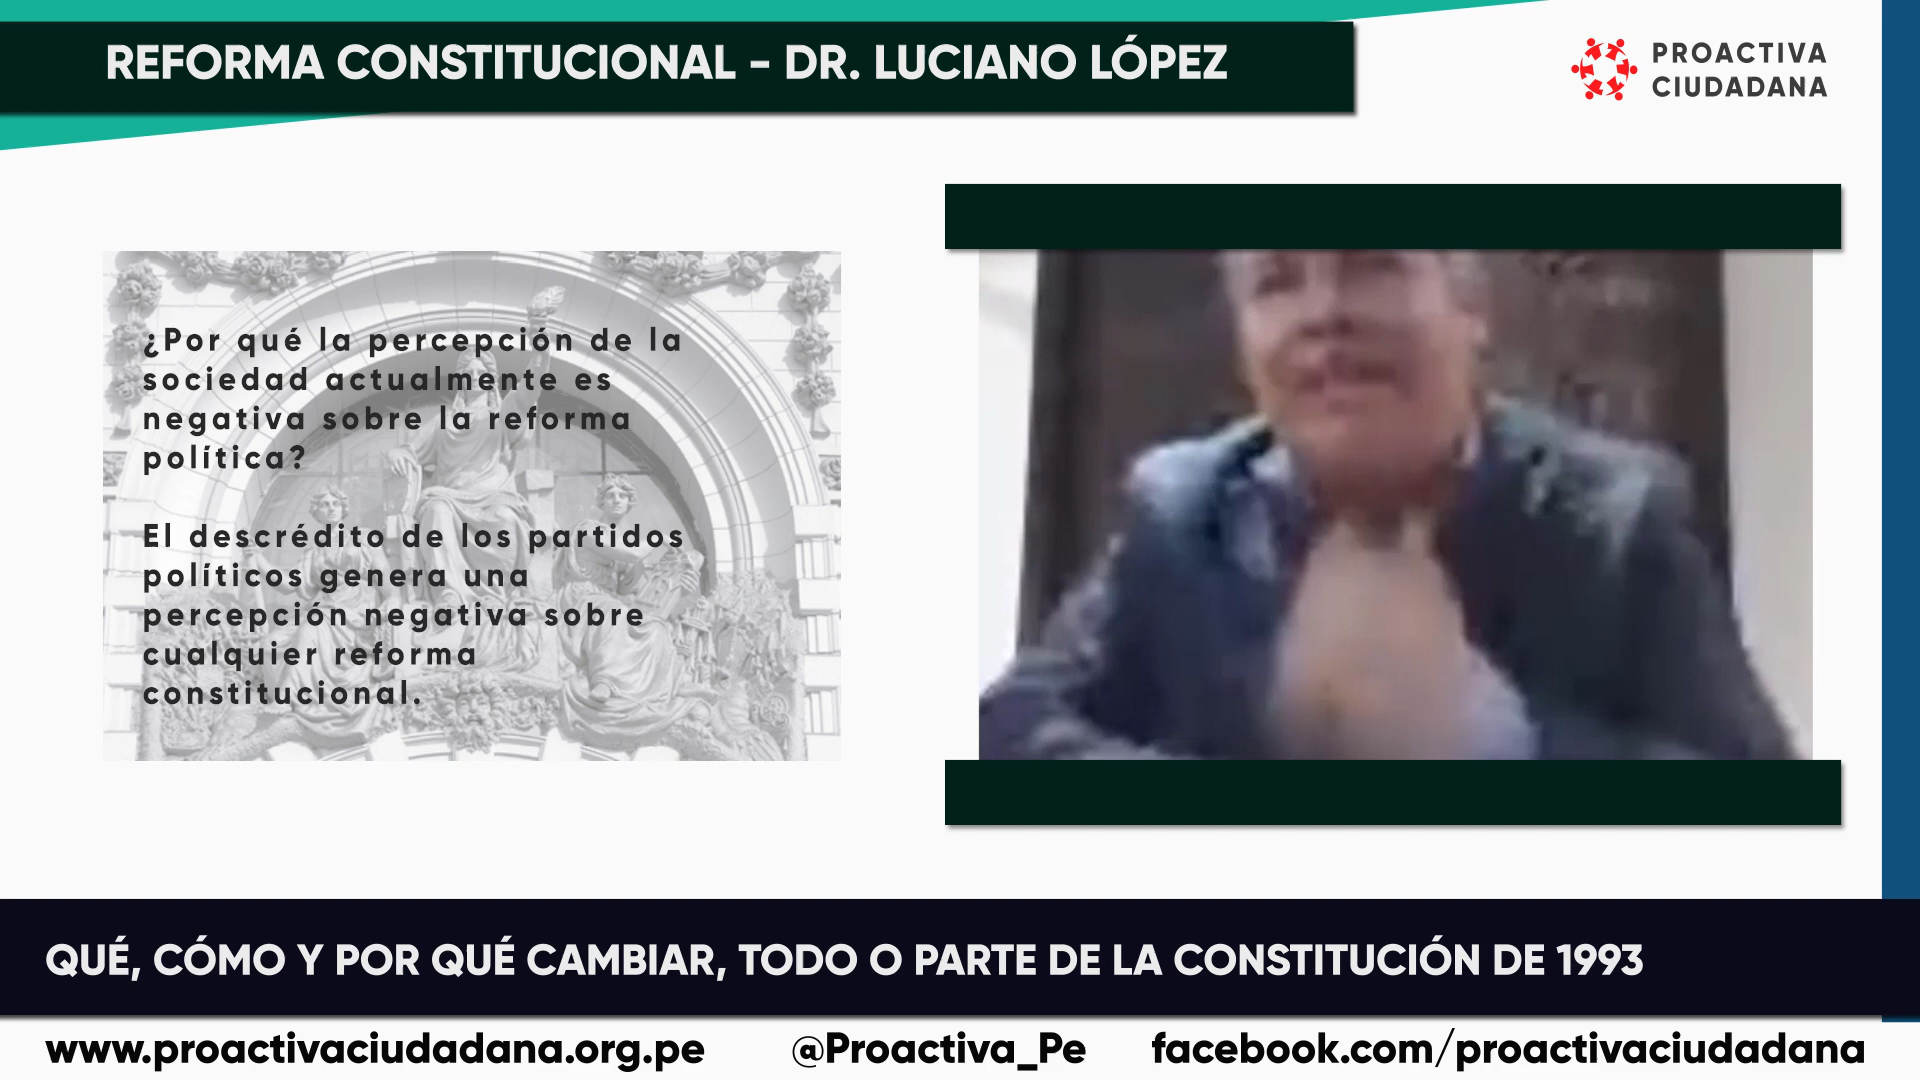 REFORMA CONSTITUCIONAL - DR. LUCIANO LÓPEZ
PROACTIVA
CIUDADANA
¿Por qué la percepción de la
sociedad actualmente es
negativa sobre la reforma
política?
El descrédito de los partidos
políticos genera una
percepción negativa sobre
cualquier reforma
constitucional.
QUÉ, CÓMO Y POR QUÉ CAMBIAR, TODO O PARTE DE LA CONSTITUCIÓN DE 1993
www.proactivaciudadana.org.pe @Proactiva_Pe facebook.com/proactivaciudadana